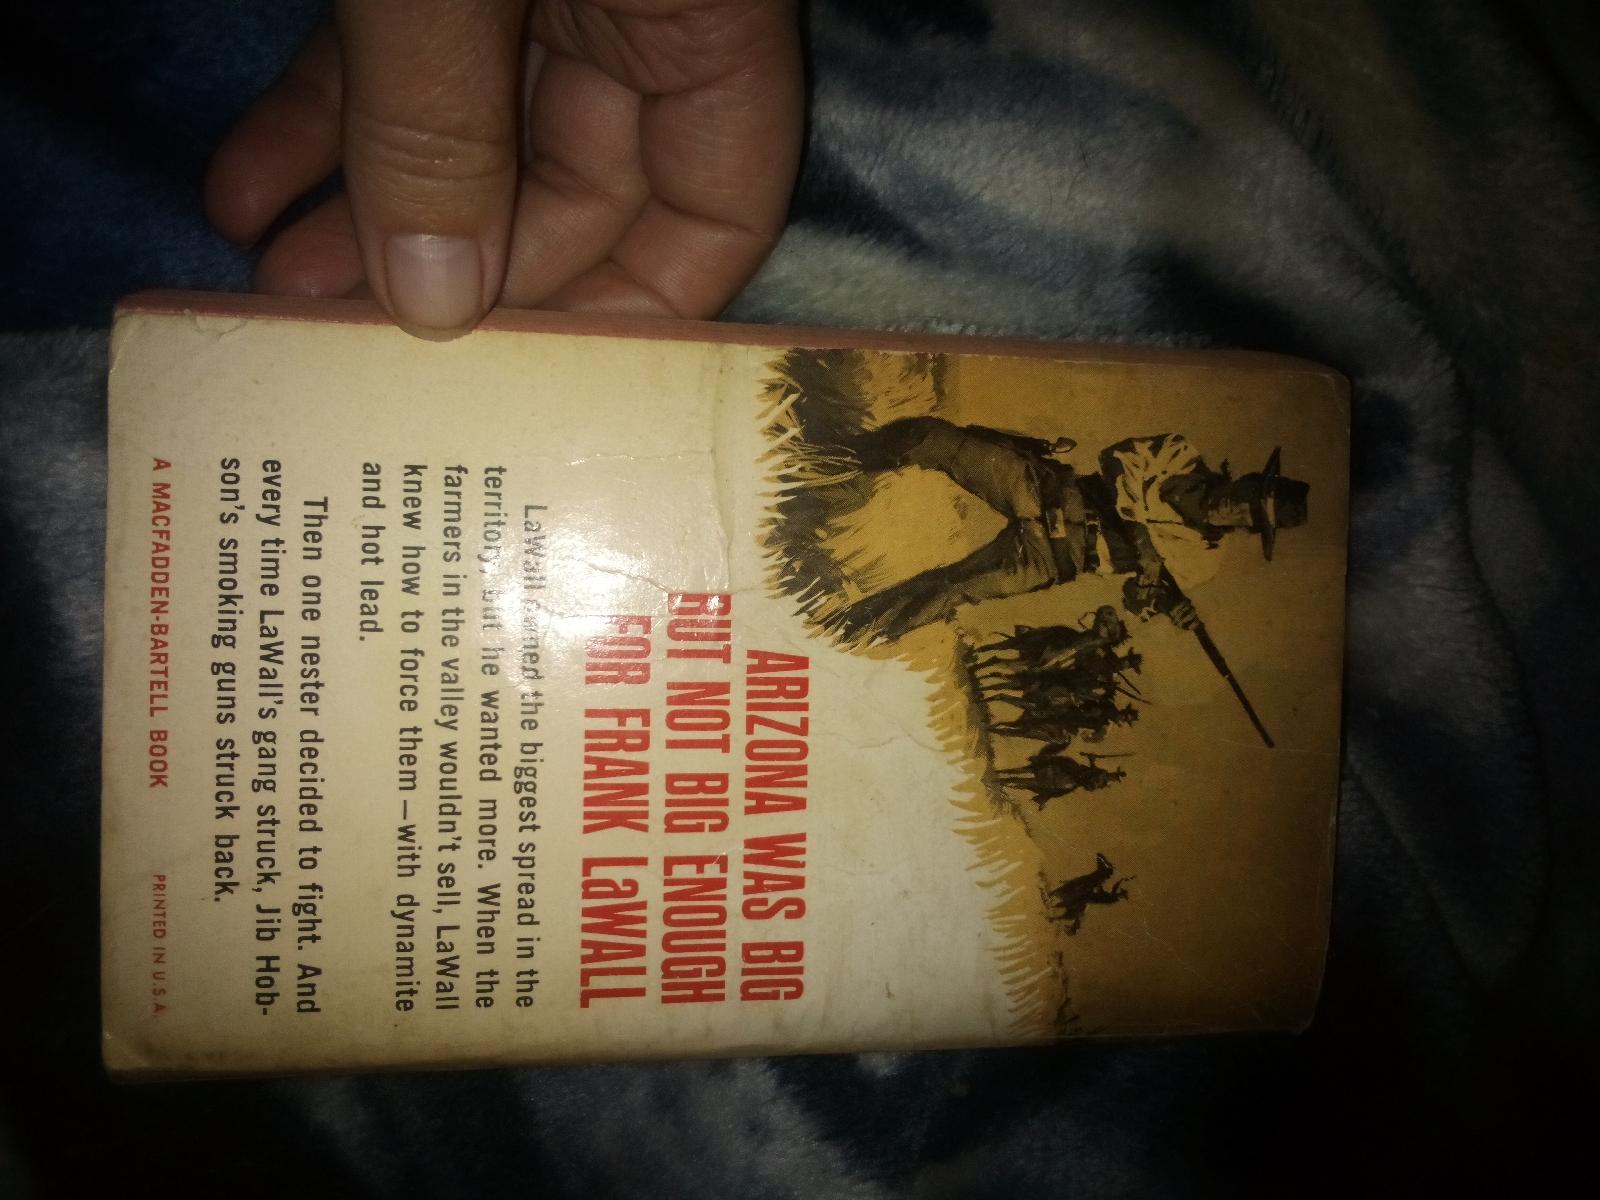 ARIZONA WAS BIG
BUT NOT BIG ENOUGH
FOR FRANK LaWALL
LaWall owned the biggest spread in the
territory, but he wanted more. When the
farmers in the valley wouldn't sell, LaWall
knew how to force them—with dynamite
and hot lead.
Then one nester decided to fight. And
every time LaWall's gang struck, Jib Hob-
son's smoking guns struck back.
A MACFADDEN-BARTELL BOOK PRINTED IN U.S.A.